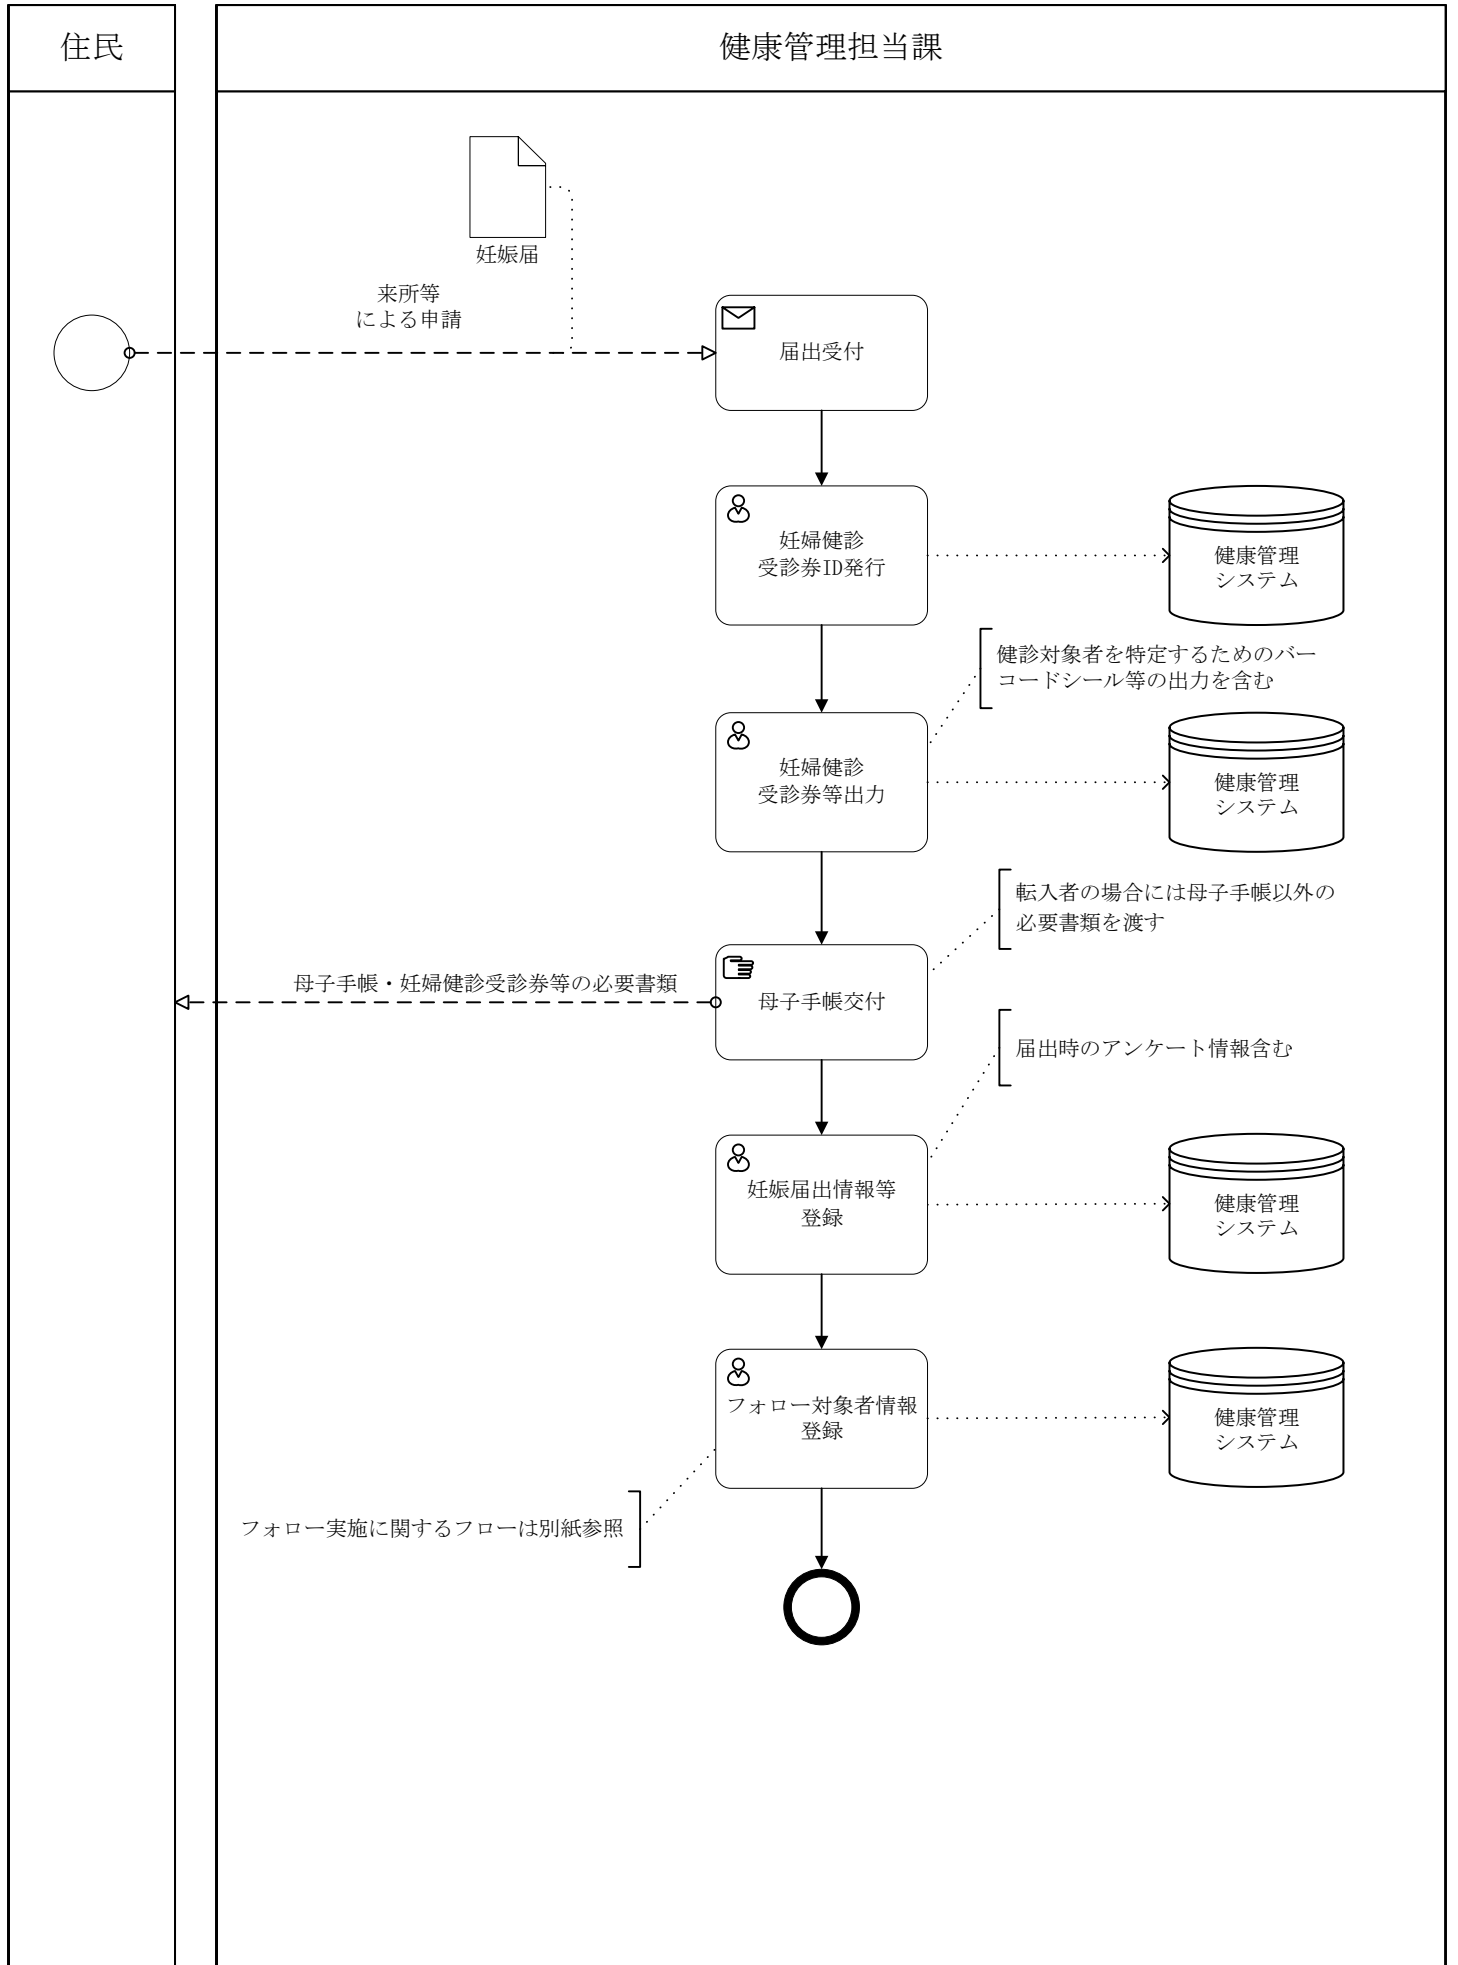 住民
健康管理担当課
妊娠届
来所等
による申請
届出受付
妊婦健診
受診券ID発行
健康管理
システム
健診対象者を特定するためのバー
コードシール等の出力を含む
妊婦健診
受診券等出力
健康管理
システム
転入者の場合には母子手帳以外の
必要書類を渡す
母子手帳・妊婦健診受診券等の必要書類
母子手帳交付
届出時のアンケート情報含む
妊娠届出情報等
登録
健康管理
システム
フォロー対象者情報
登録
健康管理
システム
フォロー実施に関するフローは別紙参照